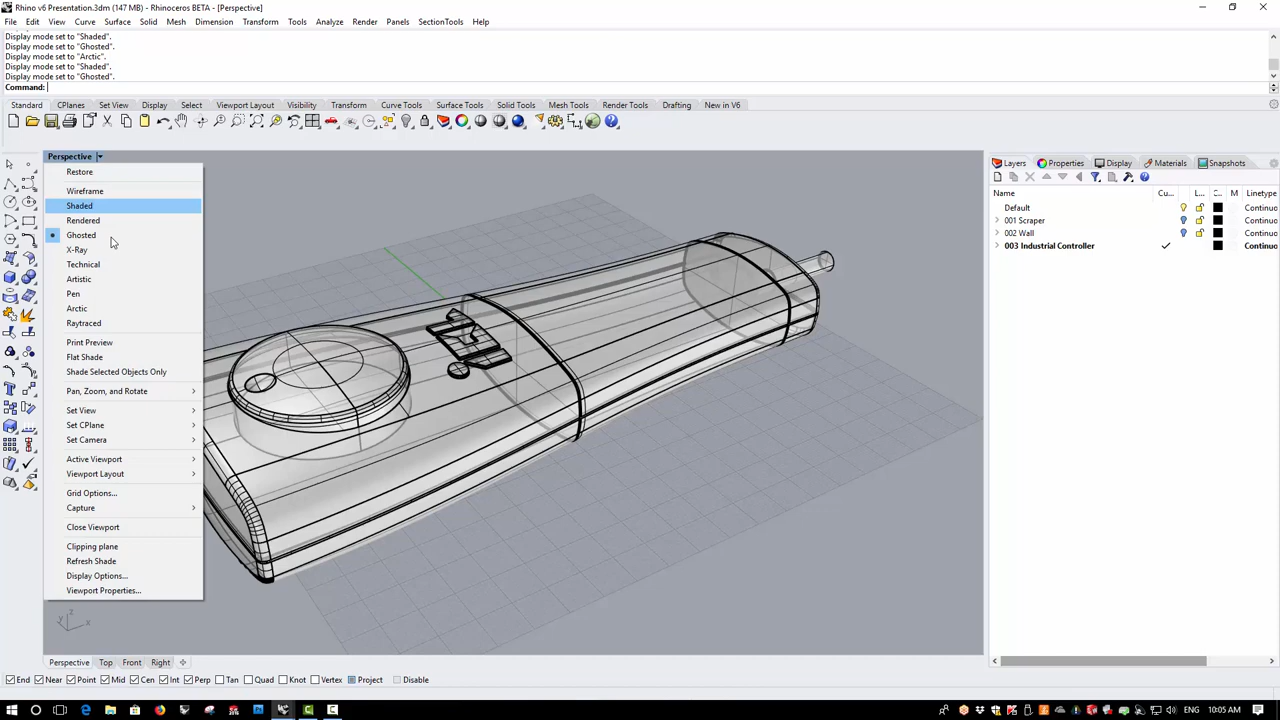 Rhino v6 Presentation.3dm (147 MB) - Rhinoceros BETA - [Perspective]
File Edit View Curve Surface Solid Mesh Dimension Transform Tools Analyze Render Panels SectionTools Help
Display mode set to "Shaded".
Display mode set to "Ghosted".
Display mode set to "Arctic".
Display mode set to "Shaded".
Display mode set to "Ghosted".
Command:
Standard CPlanes Set View Display Select Viewport Layout Visibility Transform Curve Tools Surface Tools Solid Tools Mesh Tools Render Tools Drafting New in V6
Perspective
Restore
Wireframe
Shaded
Rendered
Ghosted
X-Ray
Technical
Artistic
Pen
Arctic
Raytraced
Print Preview
Flat Shade
Shade Selected Objects Only
Pan, Zoom, and Rotate
Set View
Set CPlane
Set Camera
Active Viewport
Viewport Layout
Grid Options...
Capture
Close Viewport
Clipping plane
Refresh Shade
Display Options...
Viewport Properties...
z
y
x
Layers Properties Display Materials Snapshots
Name Cu... L... C... M Linetype
Default Continuo
001 Scraper Continuo
002 Wall Continuo
003 Industrial Controller Continuo
Perspective Top Front Right
End Near Point Mid Cen Int Perp Tan Quad Knot Vertex Project Disable
ENG 10:05 AM